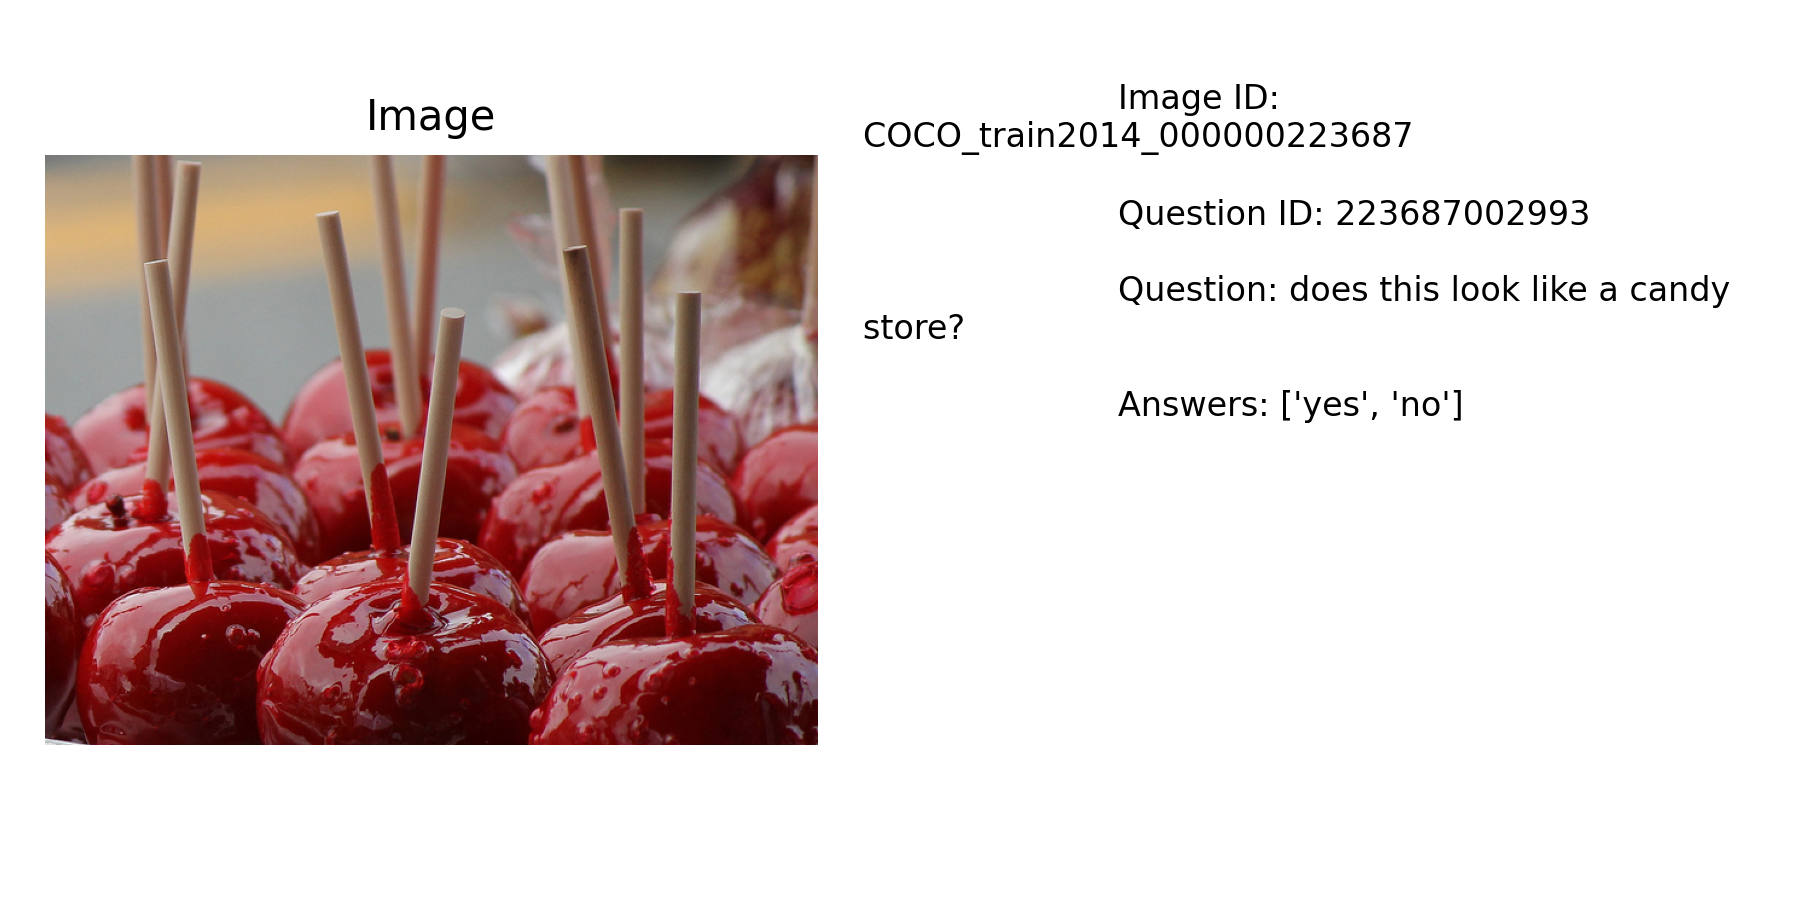 Image
Image ID:
COCO_train2014_000000223687
Question ID: 223687002993
Question: does this look like a candy
store?
Answers: ['yes', 'no']